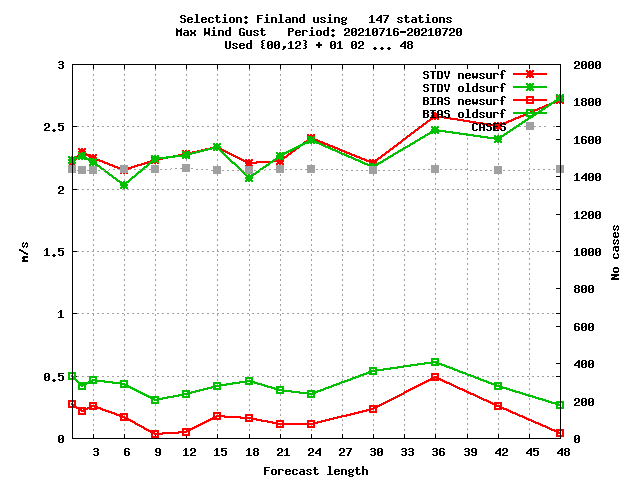 Selection: Finland using   147 stations
Max Wind Gust   Period: 20210716-20210720
Used {00,12} + 01 02 ... 48
STDV newsurf
STDV oldsurf
BIAS newsurf
BIAS oldsurf
CASES
3
2.5
2
1.5
1
0.5
0
m/s
2000
1800
1600
1400
1200
1000
800
600
400
200
0
No cases
3 6 9 12 15 18 21 24 27 30 33 36 39 42 45 48
Forecast length